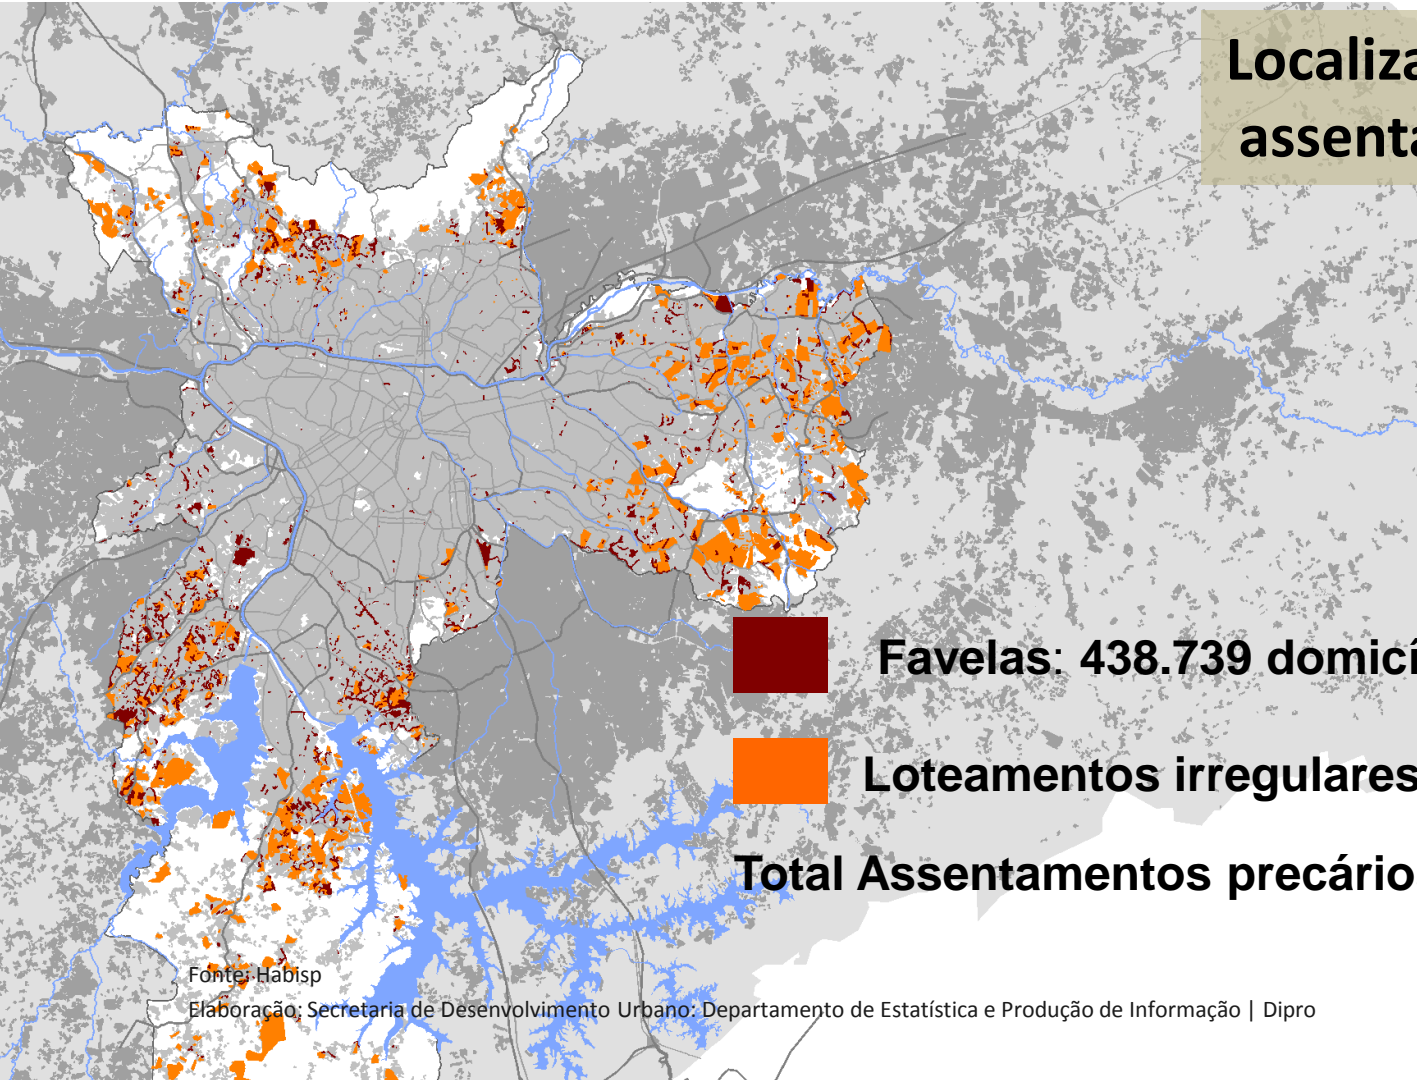 Localiza
assenta
Favelas: 438.739 domicí
Loteamentos irregulares
Total Assentamentos precário
Fonte: Habisp
Elaboração: Secretaria de Desenvolvimento Urbano: Departamento de Estatística e Produção de Informação | Dipro